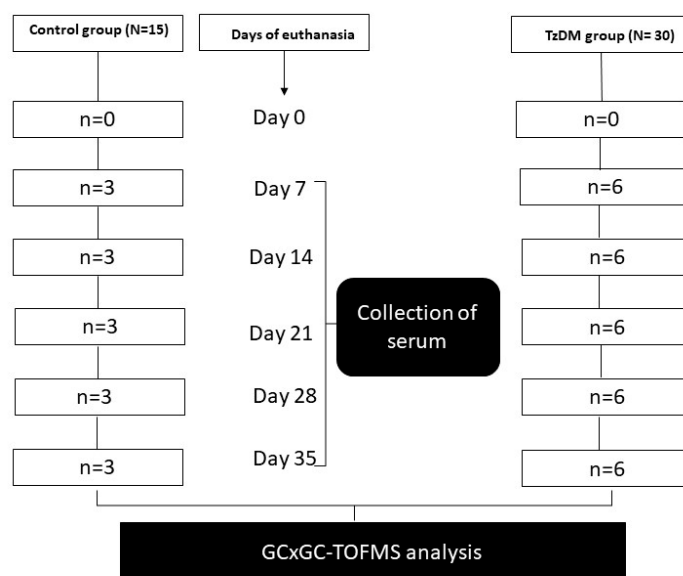 Control group (N=15)
Days of euthanasia
TzDM group (N= 30)
n=0
Day 0
n=0
n=3
Day 7
n=6
n=3
Day 14
n=6
Collection of
serum
n=3
Day 21
n=6
n=3
Day 28
n=6
n=3
Day 35
n=6
GCxGC-TOFMS analysis